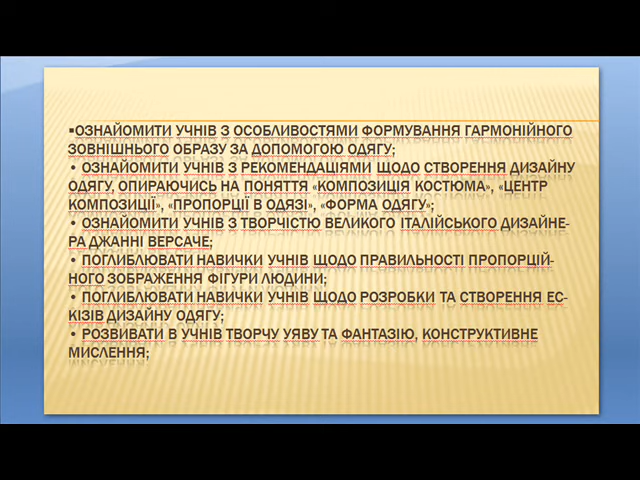 ▪ОЗНАЙОМИТИ УЧНІВ З ОСОБЛИВОСТЯМИ ФОРМУВАННЯ ГАРМОНІЙНОГО
ЗОВНІШНЬОГО ОБРАЗУ ЗА ДОПОМОГОЮ ОДЯГУ;
• ОЗНАЙОМИТИ УЧНІВ З РЕКОМЕНДАЦІЯМИ ЩОДО СТВОРЕННЯ ДИЗАЙНУ
ОДЯГУ, ОПИРАЮЧИСЬ НА ПОНЯТТЯ «КОМПОЗИЦІЯ КОСТЮМА», «ЦЕНТР
КОМПОЗИЦІЇ», «ПРОПОРЦІЇ В ОДЯЗІ», «ФОРМА ОДЯГУ»;
• ОЗНАЙОМИТИ УЧНІВ З ТВОРЧІСТЮ ВЕЛИКОГО ІТАЛІЙСЬКОГО ДИЗАЙНЕ-
РА ДЖАННІ ВЕРСАЧЕ;
• ПОГЛИБЛЮВАТИ НАВИЧКИ УЧНІВ ЩОДО ПРАВИЛЬНОСТІ ПРОПОРЦІЙ-
НОГО ЗОБРАЖЕННЯ ФІГУРИ ЛЮДИНИ;
• ПОГЛИБЛЮВАТИ НАВИЧКИ УЧНІВ ЩОДО РОЗРОБКИ ТА СТВОРЕННЯ ЕС-
КІЗІВ ДИЗАЙНУ ОДЯГУ;
• РОЗВИВАТИ В УЧНІВ ТВОРЧУ УЯВУ ТА ФАНТАЗІЮ, КОНСТРУКТИВНЕ
МИСЛЕННЯ;